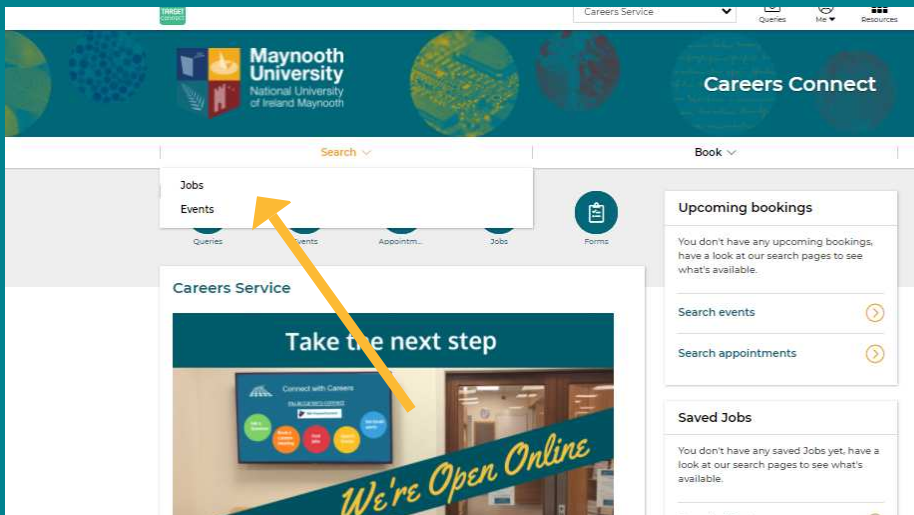 TARGET
CONNECT
Careers Service
Queries
Me
Resources
Maynooth
University
National University
of Ireland Maynooth
Careers Connect
Search
Book
Jobs
Events
Queries
Events
Appointm...
Jobs
Forms
Upcoming bookings
You don't have any upcoming bookings,
have a look at our search pages to see
what's available.
Search events
Search appointments
Careers Service
Take the next step
Connect with Careers
We're Open Online
Saved Jobs
You don't have any saved Jobs yet, have a
look at our search pages to see what's
available.